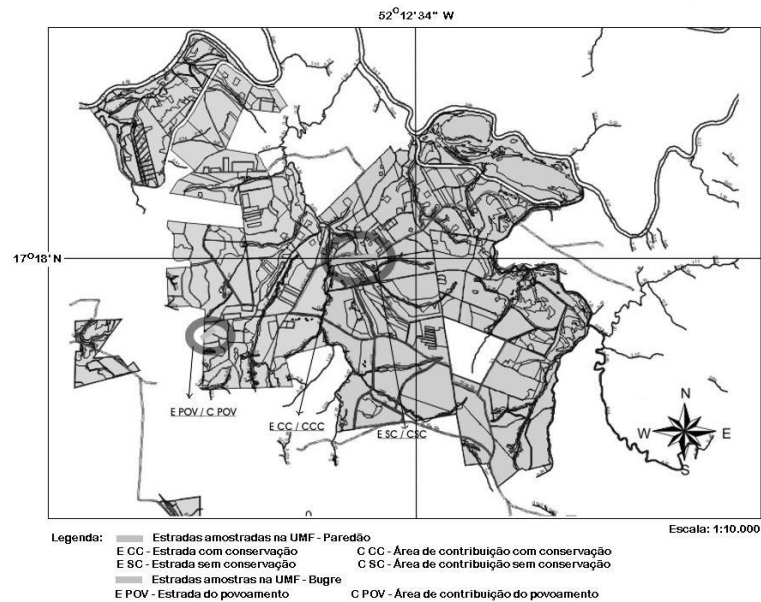 52°12'34" W
17°18' N
E POV / C POV
E CC / CCC
E SC / CSC
N
W
E
S
Escala: 1:10.000
Legenda:
Estradas amostradas na UMF - Paredão
E CC - Estrada com conservação
C CC - Área de contribuição com conservação
E SC - Estrada sem conservação
C SC - Área de contribuição sem conservação
Estradas amostras na UMF - Bugre
E POV - Estrada do povoamento
C POV - Área de contribuição do povoamento